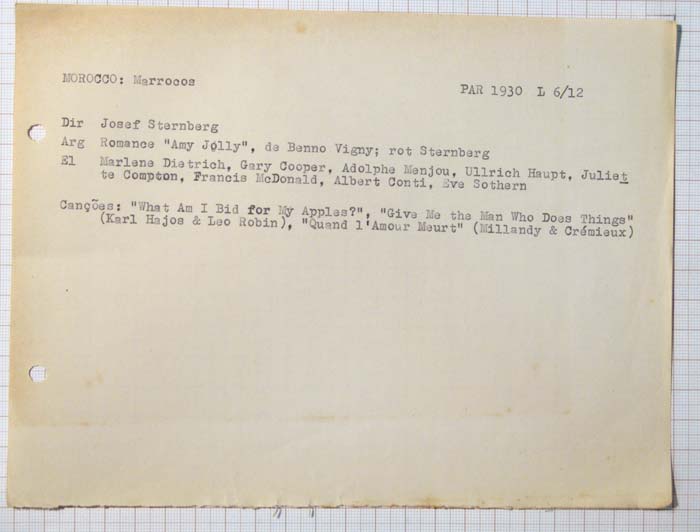 MOROCCO: Marrocos
PAR 1930 L 6/12
Dir Josef Sternberg
Arg Romance "Amy Jolly", de Benno Vigny; rot Sternberg
El Marlene Dietrich, Gary Cooper, Adolphe Menjou, Ullrich Haupt, Juliet
te Compton, Francis McDonald, Albert Conti, Eve Sothern
Canções: "What Am I Bid for My Apples?", "Give Me the Man Who Does Things"
(Karl Hajos & Leo Robin), "Quand l'Amour Meurt" (Millandy & Crémieux)